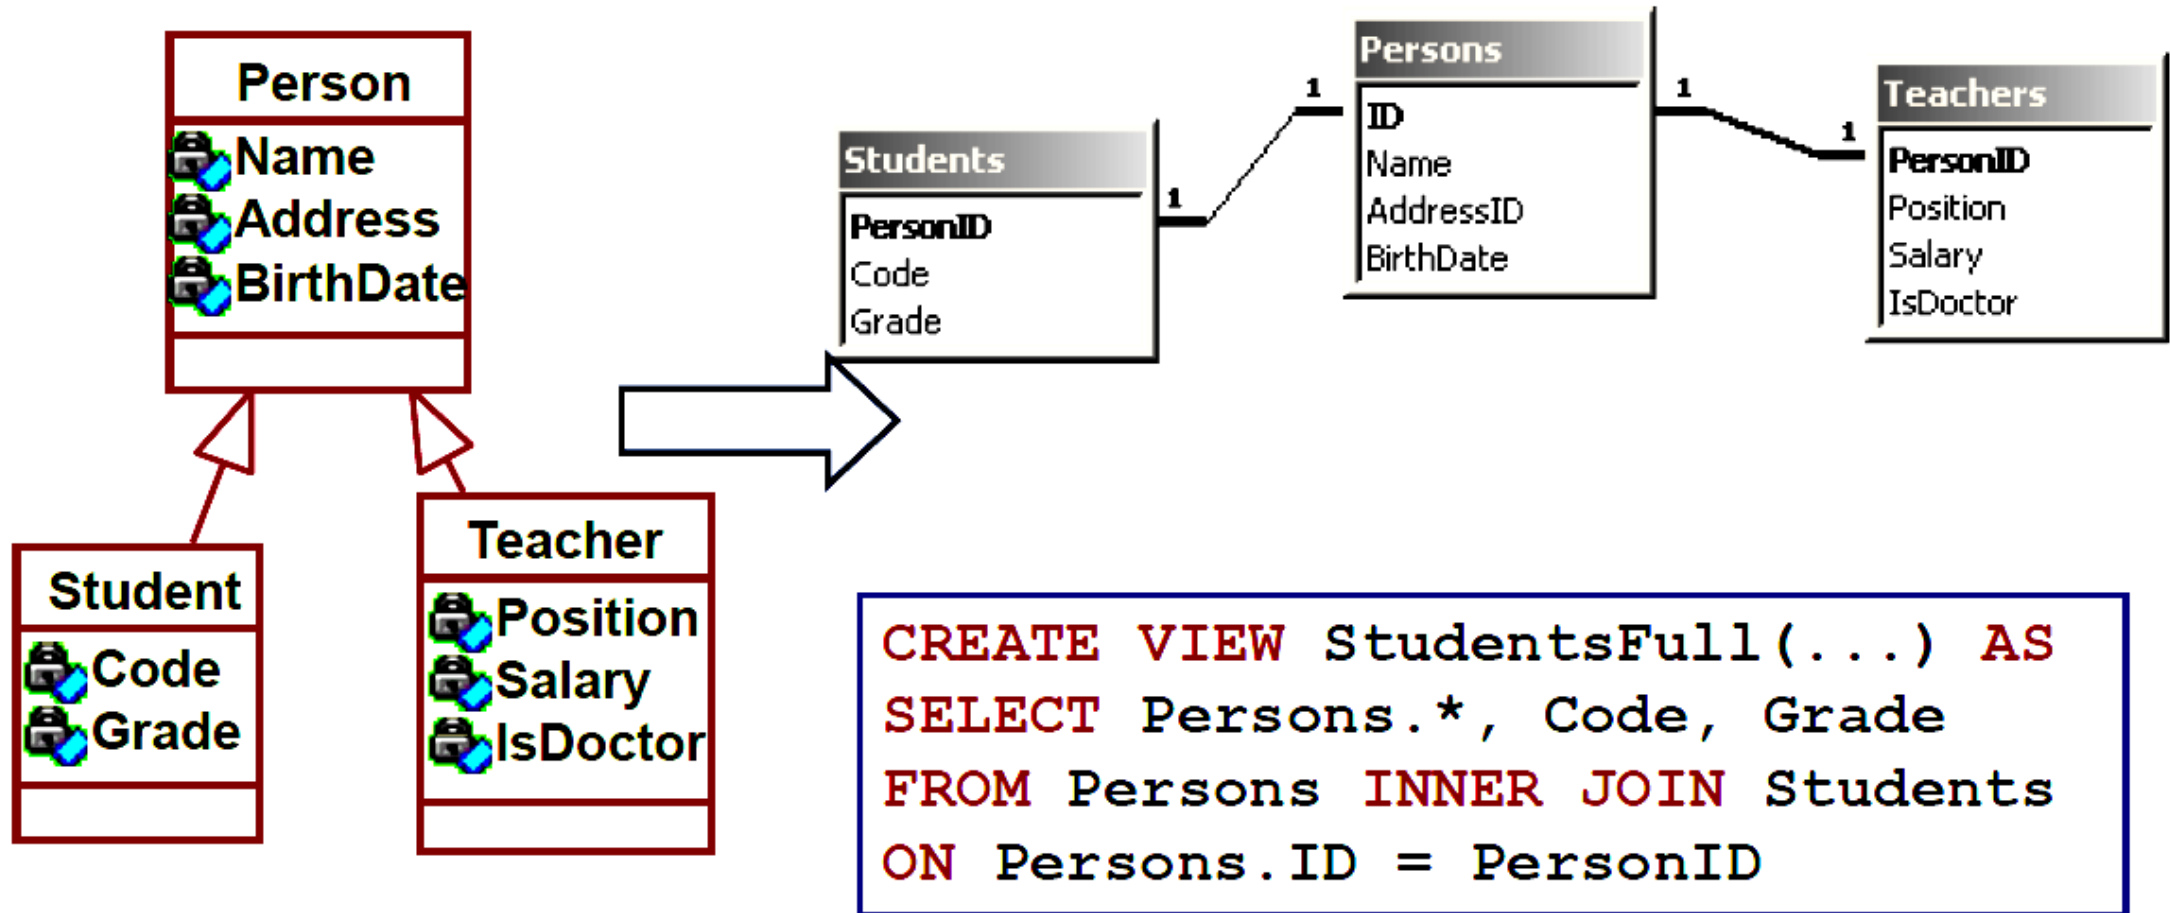 Person
Name
Address
BirthDate
Student
Code
Grade
Teacher
Position
Salary
IsDoctor
Students
PersonID
Code
Grade
1
1
Persons
ID
Name
AddressID
BirthDate
1
1
Teachers
PersonID
Position
Salary
IsDoctor
CREATE VIEW StudentsFull(...) AS
SELECT Persons.*, Code, Grade
FROM Persons INNER JOIN Students
ON Persons.ID = PersonID